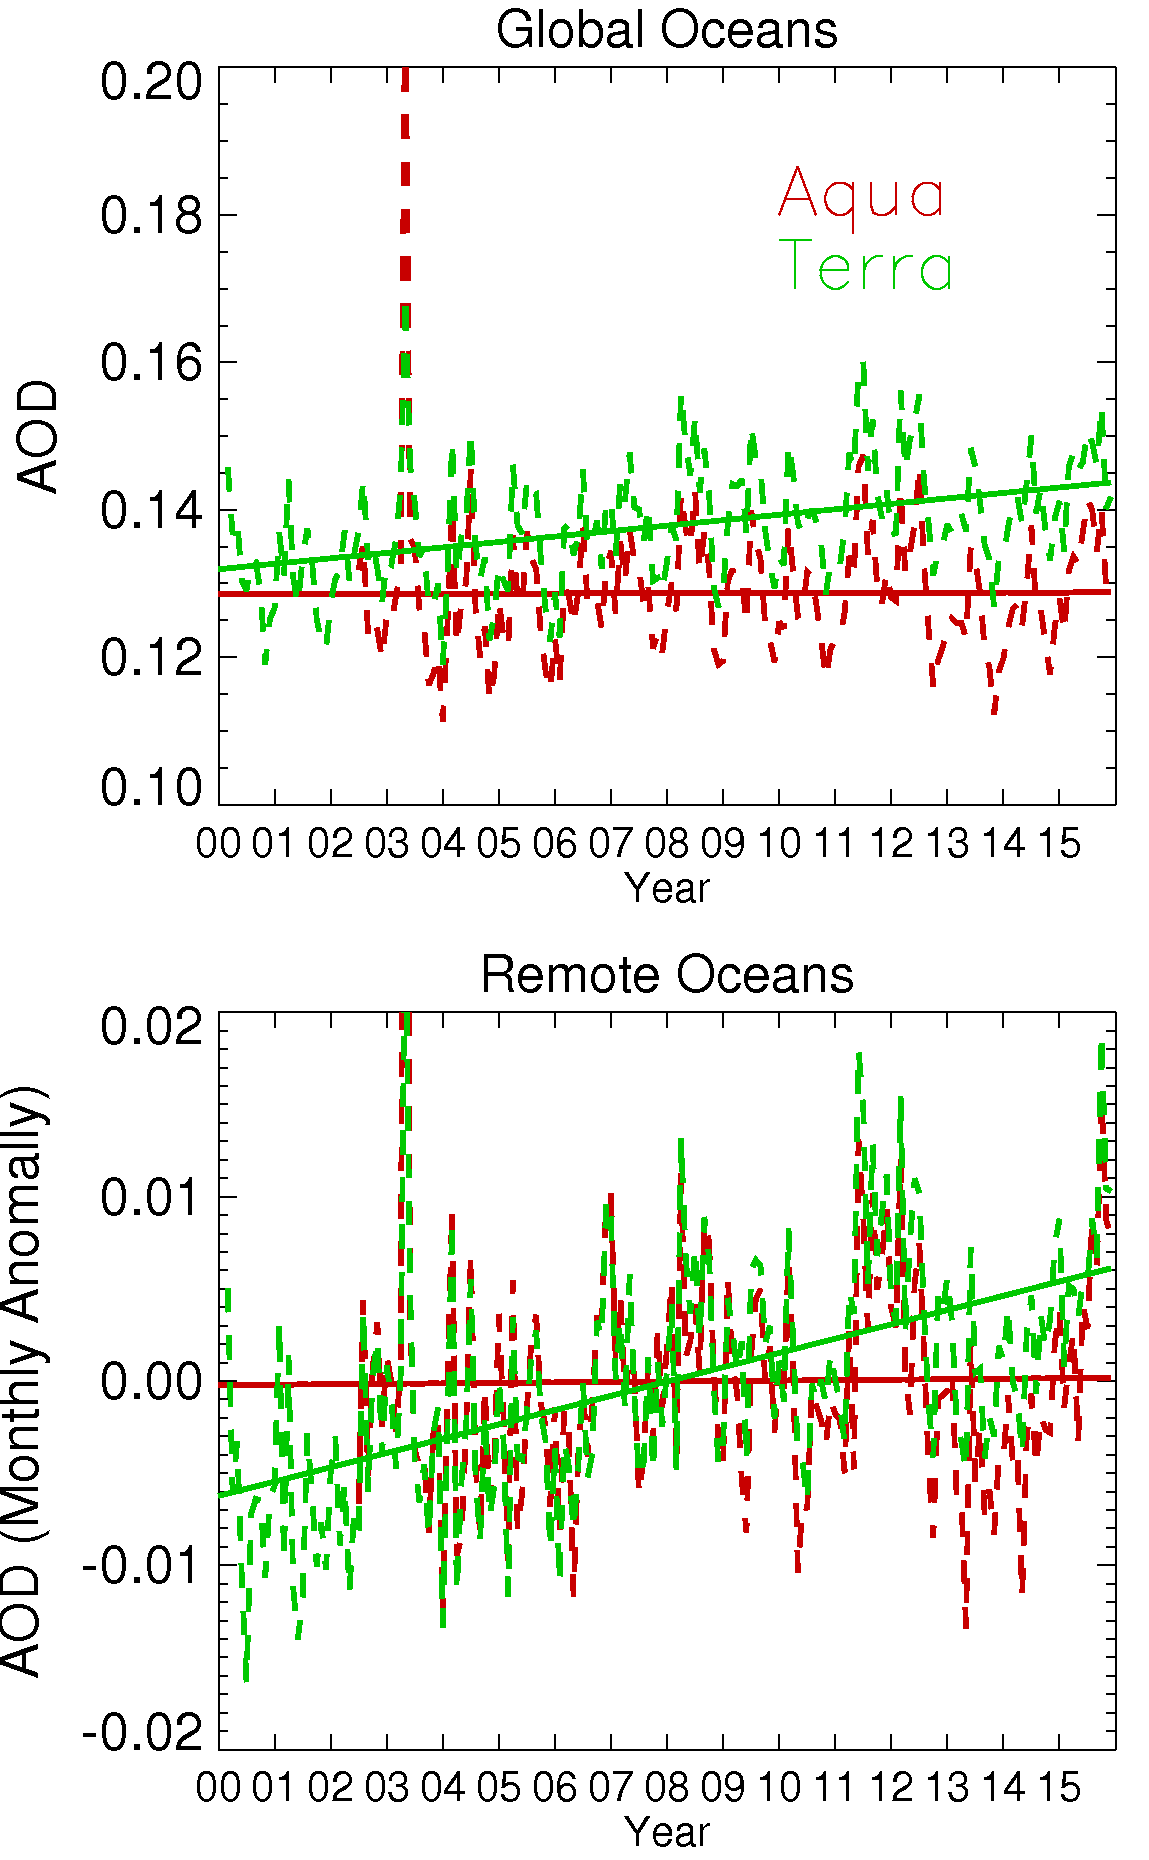 Global Oceans
0.20
0.18
0.16
0.14
0.12
0.10
AOD
Aqua
Terra
00 01 02 03 04 05 06 07 08 09 10 11 12 13 14 15
Year
Remote Oceans
0.02
0.01
0.00
-0.01
-0.02
AOD (Monthly Anomally)
00 01 02 03 04 05 06 07 08 09 10 11 12 13 14 15
Year